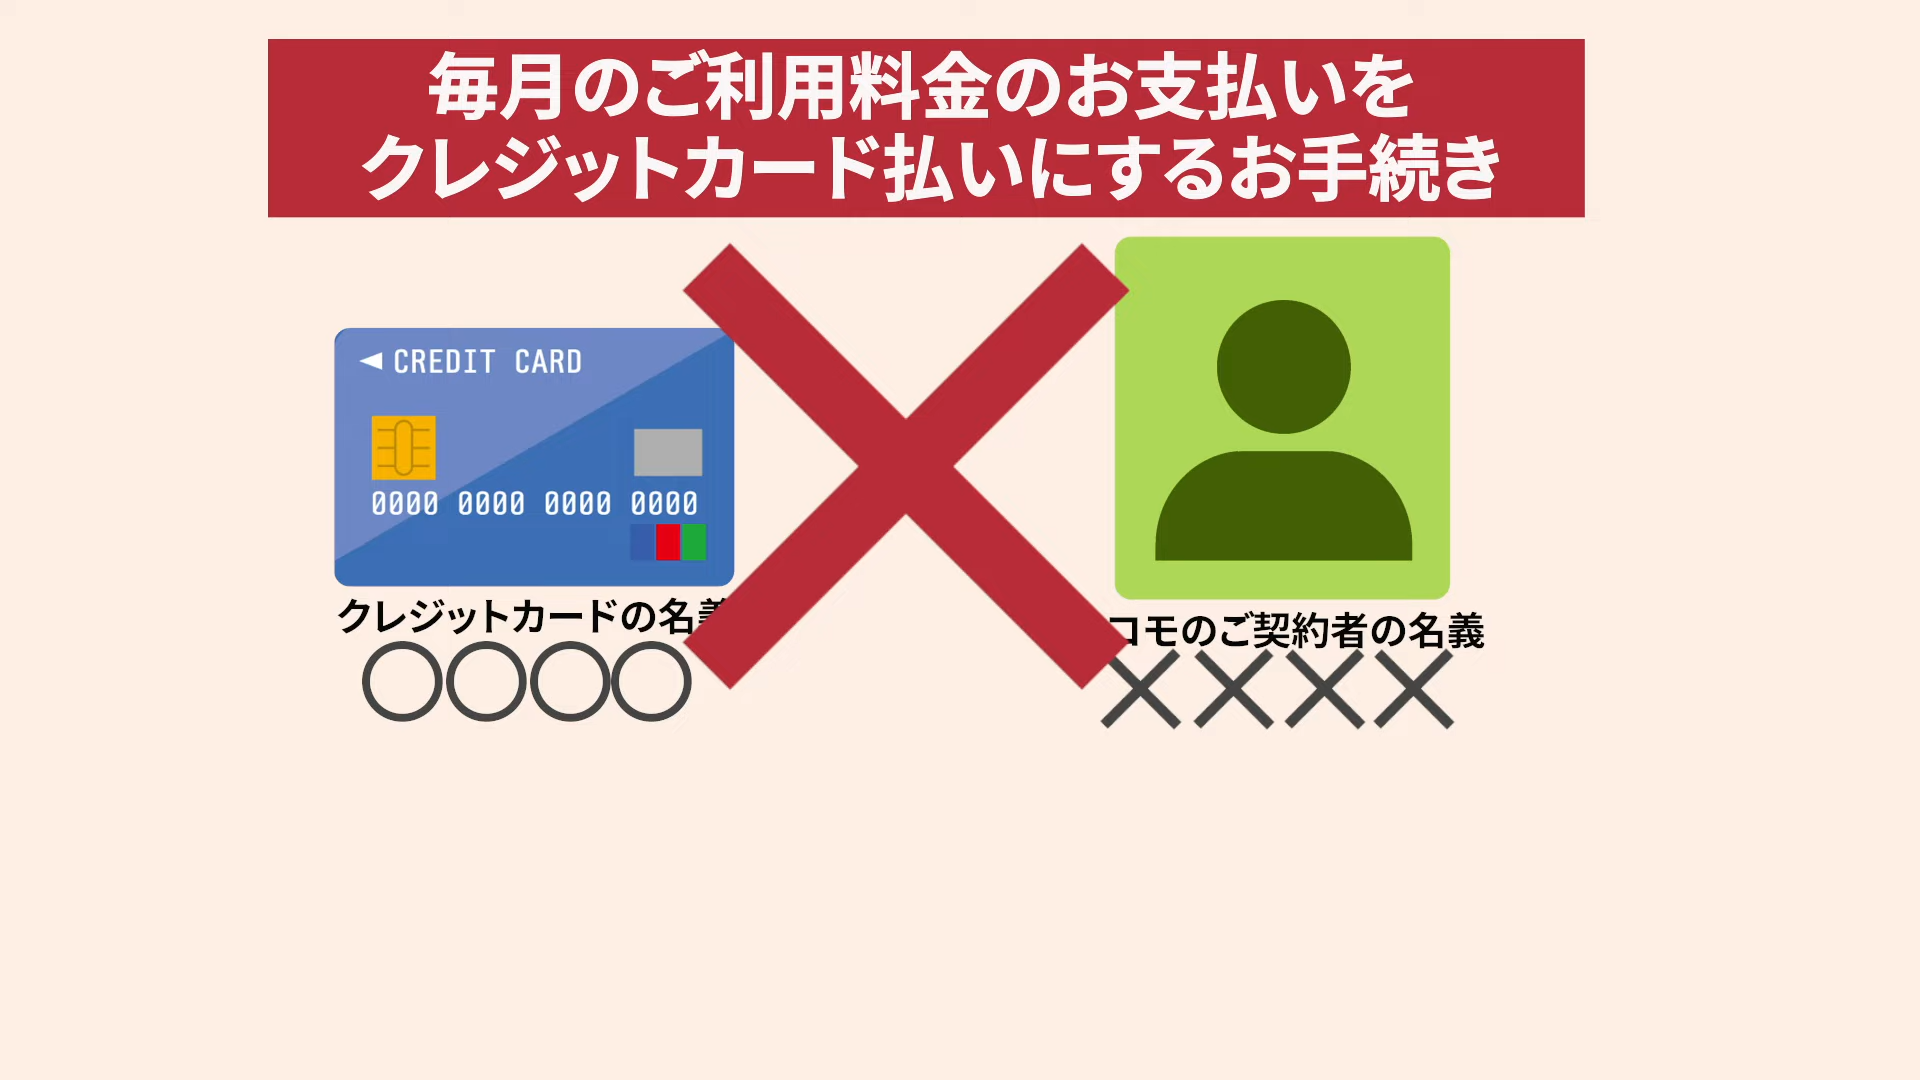 毎月のご利用料金のお支払いを
クレジットカード払いにするお手続き
CREDIT CARD
0000 0000 0000 0000
クレジットカードの名義
〇〇〇〇
コモのご契約者の名義
××××